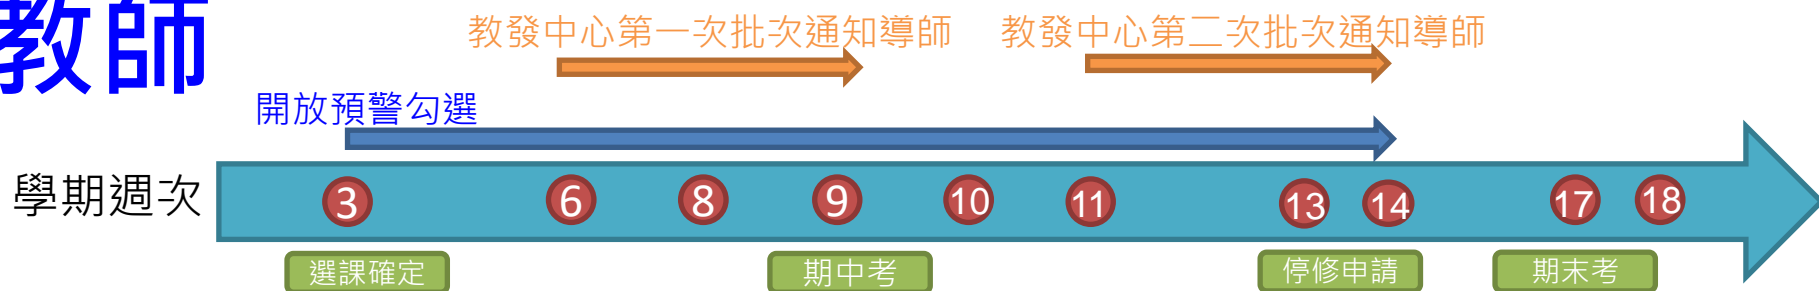 教師
教發中心第一次批次通知導師 教發中心第二次批次通知導師
開放預警勾選
學期週次 3 6 8 9 10 11 13 14 17 18
選課確定 期中考 停修申請 期末考